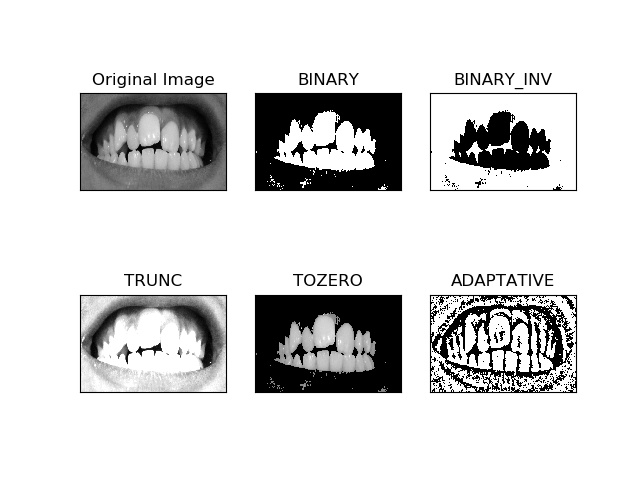 Original Image
BINARY
BINARY_INV
TRUNC
TOZERO
ADAPTATIVE